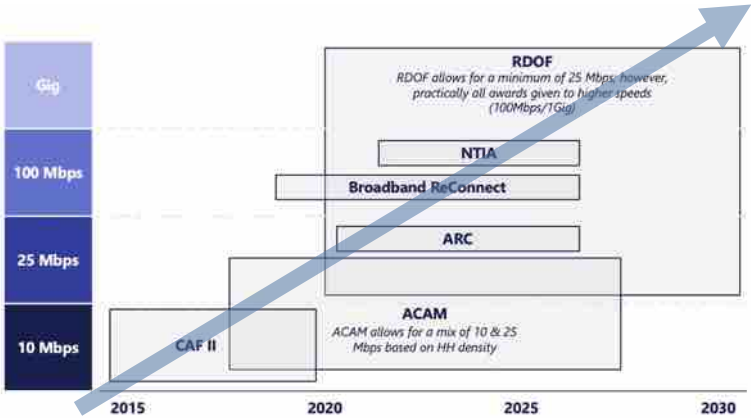 Gig
100 Mbps
25 Mbps
10 Mbps
RDOF
RDOF allows for a minimum of 25 Mbps; however,
practically all awards given to higher speeds
(100Mbps/1Gig)
NTIA
Broadband ReConnect
ARC
ACAM
ACAM allows for a mix of 10 & 25
Mbps based on HH density
CAF II
2015
2020
2025
2030